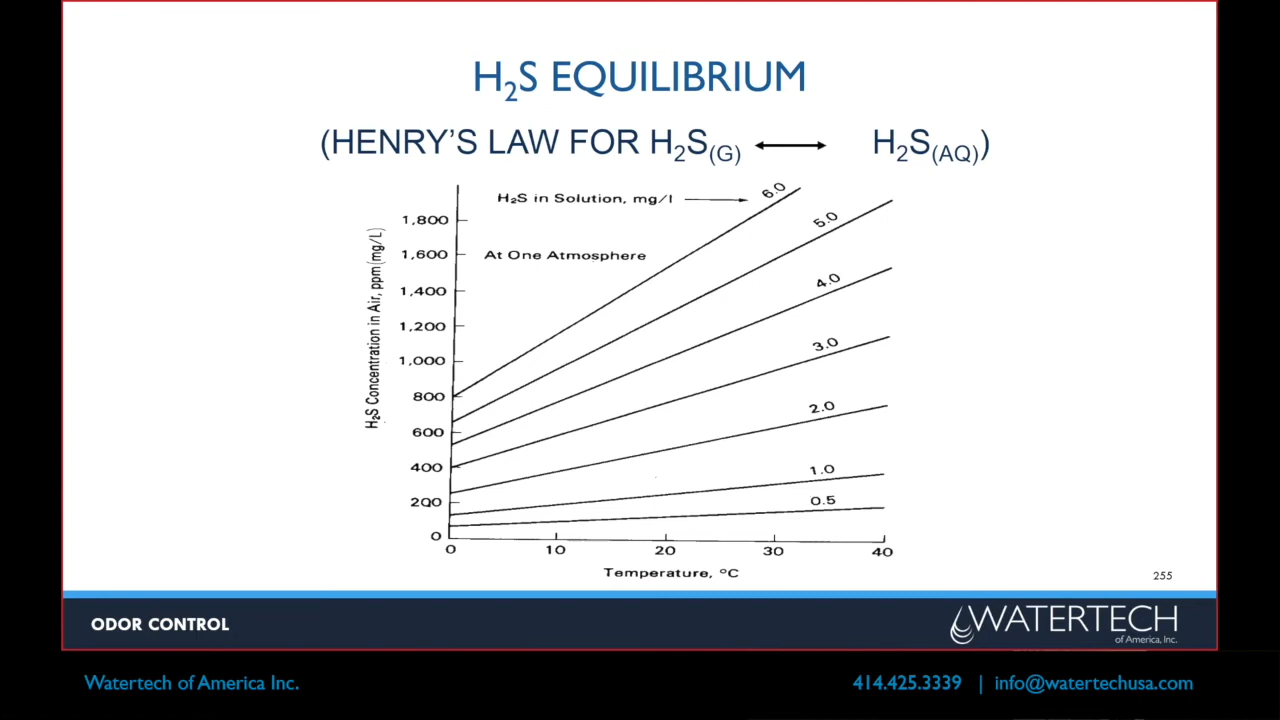 H₂S EQUILIBRIUM
(HENRY'S LAW FOR H₂S(G) ⟷ H₂S(AQ))
H₂S in Solution, mg/l
6.0
5.0
At One Atmosphere
4.0
3.0
2.0
1.0
0.5
H₂S Concentration in Air, ppm (mg/L)
1,800
1,600
1,400
1,200
1,000
800
600
400
200
0
0 10 20 30 40
Temperature, °C
255
ODOR CONTROL
WATERTECH
of America, Inc.
Watertech of America Inc.
414.425.3339 | info@watertechusa.com